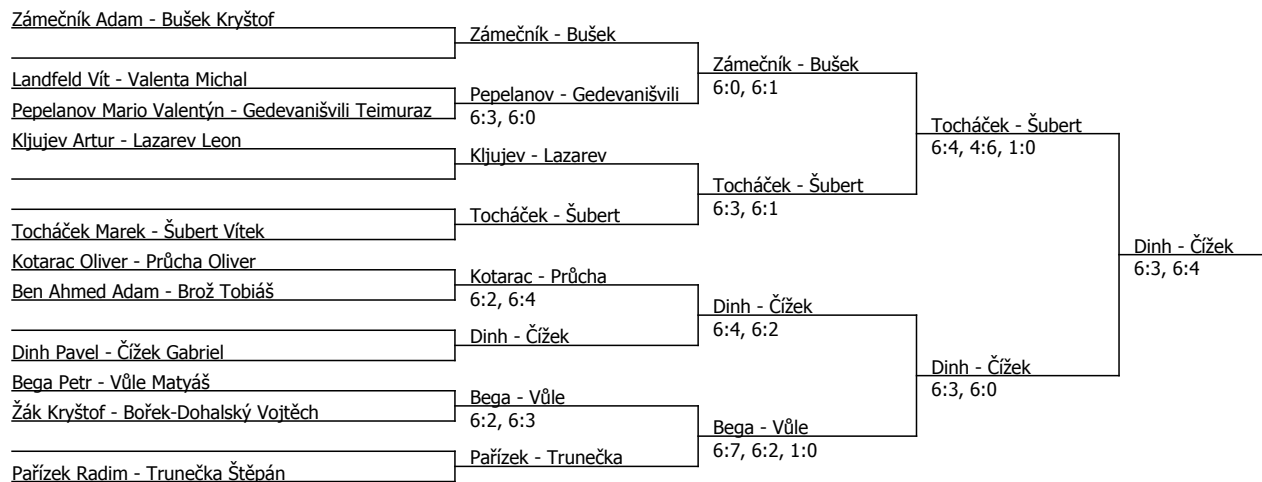 Zámečník Adam - Bušek Kryštof
Landfeld Vít - Valenta Michal
Pepelanov Mario Valentýn - Gedevanišvili Teimuraz
Kljujev Artur - Lazarev Leon
Tocháček Marek - Šubert Vítek
Kotarac Oliver - Průcha Oliver
Ben Ahmed Adam - Brož Tobiáš
Dinh Pavel - Čížek Gabriel
Bega Petr - Vůle Matyáš
Žák Kryštof - Bořek-Dohalský Vojtěch
Pařízek Radim - Trunečka Štěpán
Zámečník - Bušek
Pepelanov - Gedevanišvili
6:3, 6:0
Kljujev - Lazarev
Tocháček - Šubert
Kotarac - Průcha
6:2, 6:4
Dinh - Čížek
Bega - Vůle
6:2, 6:3
Pařízek - Trunečka
Zámečník - Bušek
6:0, 6:1
Tocháček - Šubert
6:3, 6:1
Dinh - Čížek
6:4, 6:2
Bega - Vůle
6:7, 6:2, 1:0
Tocháček - Šubert
6:4, 4:6, 1:0
Dinh - Čížek
6:3, 6:0
Dinh - Čížek
6:3, 6:4